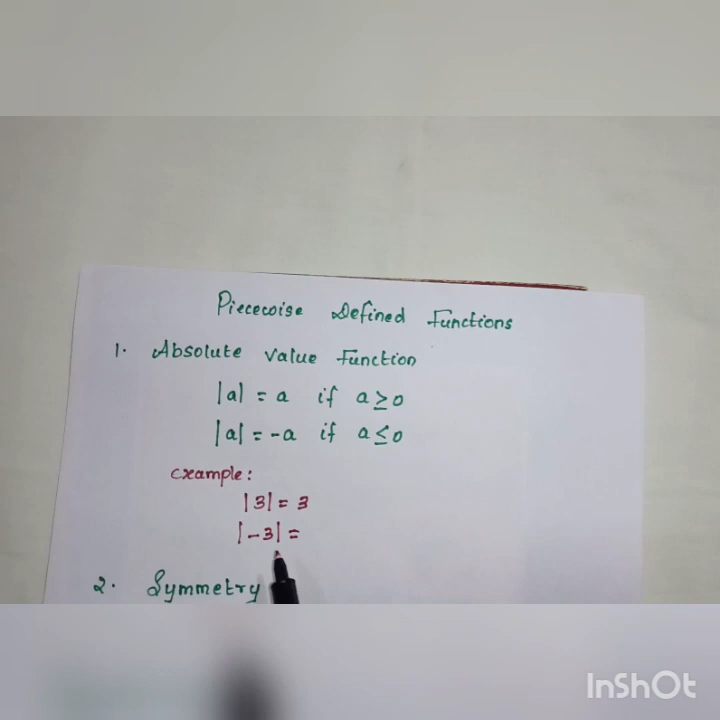 Piecewise Defined Functions
1. Absolute Value Function
|a| = a if a ≥ 0
|a| = -a if a ≤ 0
example:
|3| = 3
|-3| =
2. Symmetry
InShOt